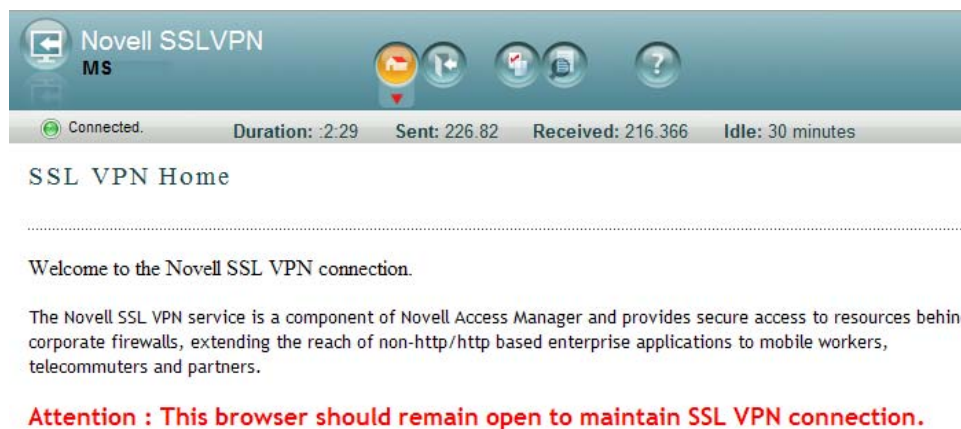 Novell SSLVPN
MS
?
Connected. Duration: :2:29 Sent: 226.82 Received: 216.366 Idle: 30 minutes
SSL VPN Home
Welcome to the Novell SSL VPN connection.
The Novell SSL VPN service is a component of Novell Access Manager and provides secure access to resources behin
corporate firewalls, extending the reach of non-http/http based enterprise applications to mobile workers,
telecommuters and partners.
Attention : This browser should remain open to maintain SSL VPN connection.